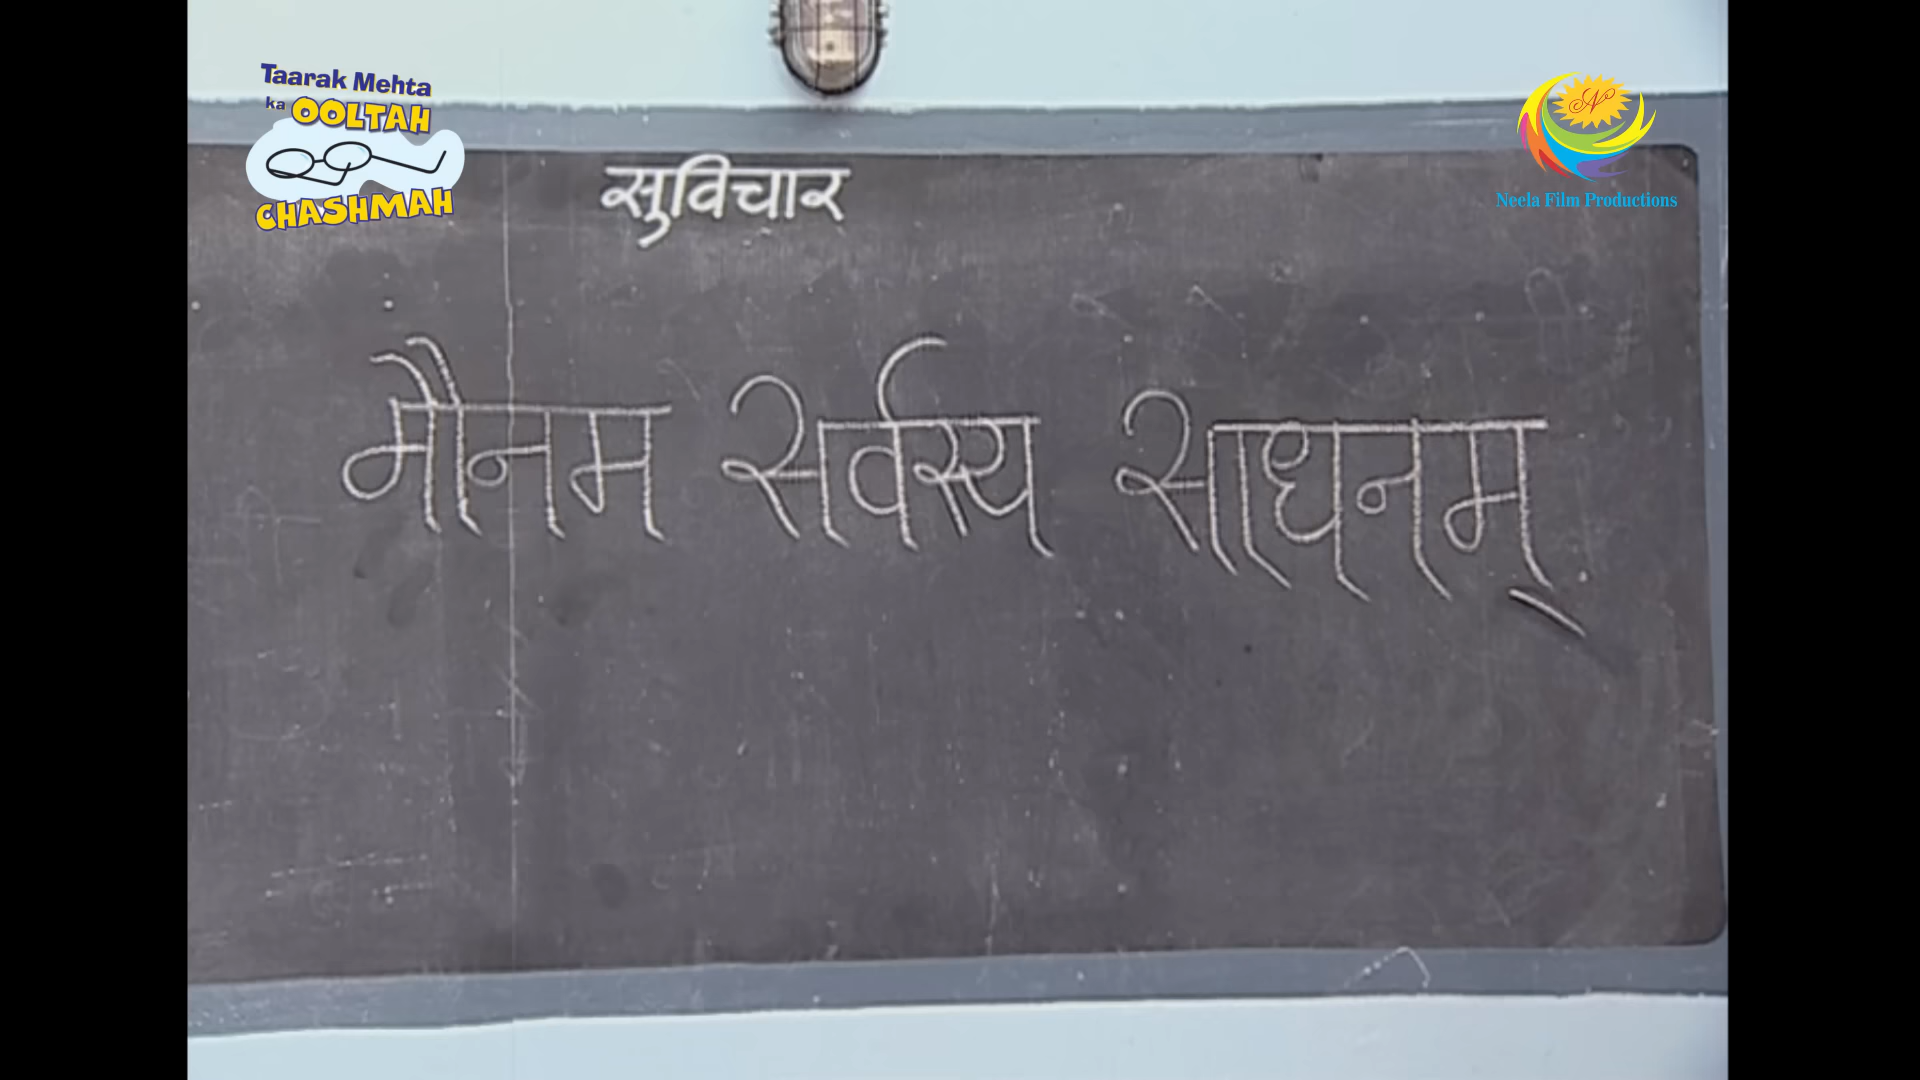 Taarak Mehta
ka OOLTAH
CHASHMAH
N
Neela Film Productions
सुविचार
मौनम सर्वस्य साधनम्